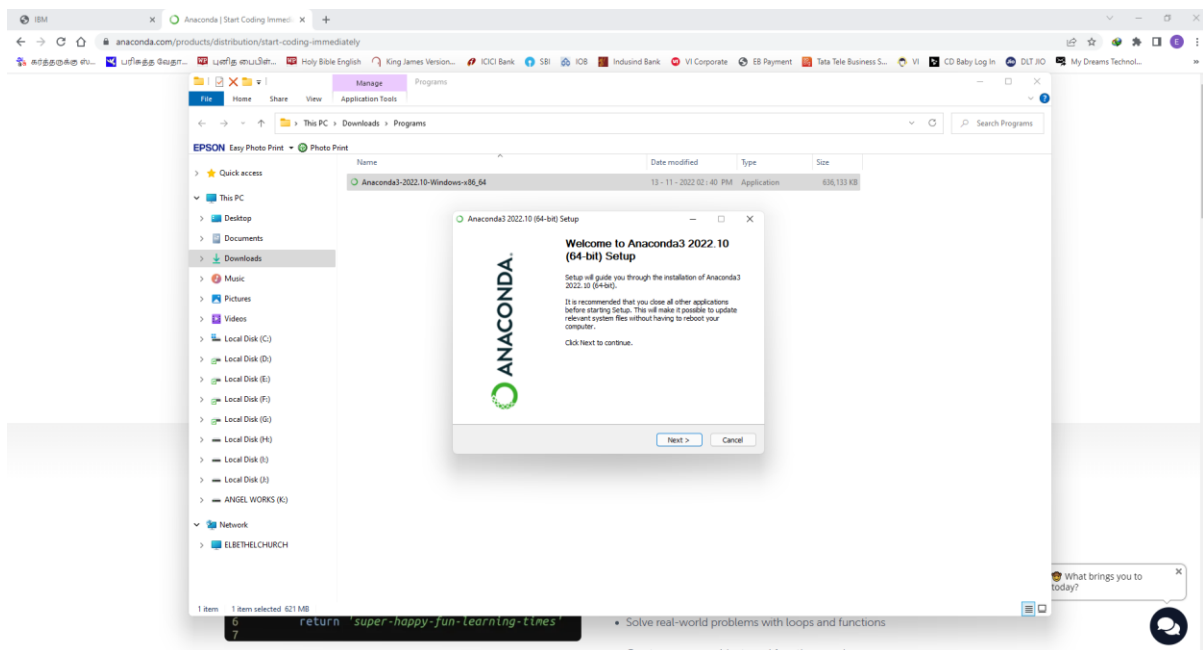 IBM
Anaconda | Start Coding Immedi
anaconda.com/products/distribution/start-coding-immediately
கர்த்தருக்கு ஸ்... பரிசுத்த வேதா... புனித பைபிள்... Holy Bible English King James Version... ICICI Bank SBI IOB Indusind Bank VI Corporate EB Payment Tata Tele Business S... VI CD Baby Log In DLT JIO My Dreams Technol... »
Manage Programs
File Home Share View Application Tools
This PC > Downloads > Programs
Search Programs
EPSON Easy Photo Print Photo Print
Name Date modified Type Size
Quick access
Anaconda3-2022.10-Windows-x86_64 13 - 11 - 2022 02 : 40 PM Application 636,133 KB
This PC
Desktop
Documents
Downloads
Music
Pictures
Videos
Local Disk (C:)
Local Disk (D:)
Local Disk (E:)
Local Disk (F:)
Local Disk (G:)
Local Disk (H:)
Local Disk (I:)
Local Disk (J:)
ANGEL WORKS (K:)
Network
ELBETHELCHURCH
Anaconda3 2022.10 (64-bit) Setup
ANACONDA.
Welcome to Anaconda3 2022.10
(64-bit) Setup
Setup will guide you through the installation of Anaconda3
2022.10 (64-bit).
It is recommended that you close all other applications
before starting Setup. This will make it possible to update
relevant system files without having to reboot your
computer.
Click Next to continue.
Next > Cancel
1 item 1 item selected 621 MB
What brings you to
today?
6 return 'super-happy-fun-learning-times'
7
• Solve real-world problems with loops and functions